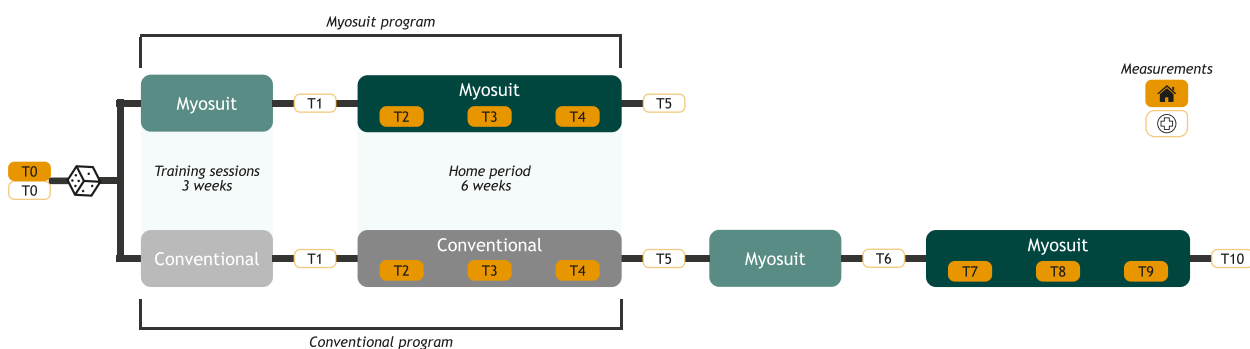 Myosuit program
Measurements
Myosuit
T1
Myosuit
T2
T3
T4
T5
T0
T0
Training sessions
3 weeks
Home period
6 weeks
Conventional
T1
Conventional
T2
T3
T4
T5
Myosuit
T6
Myosuit
T7
T8
T9
T10
Conventional program